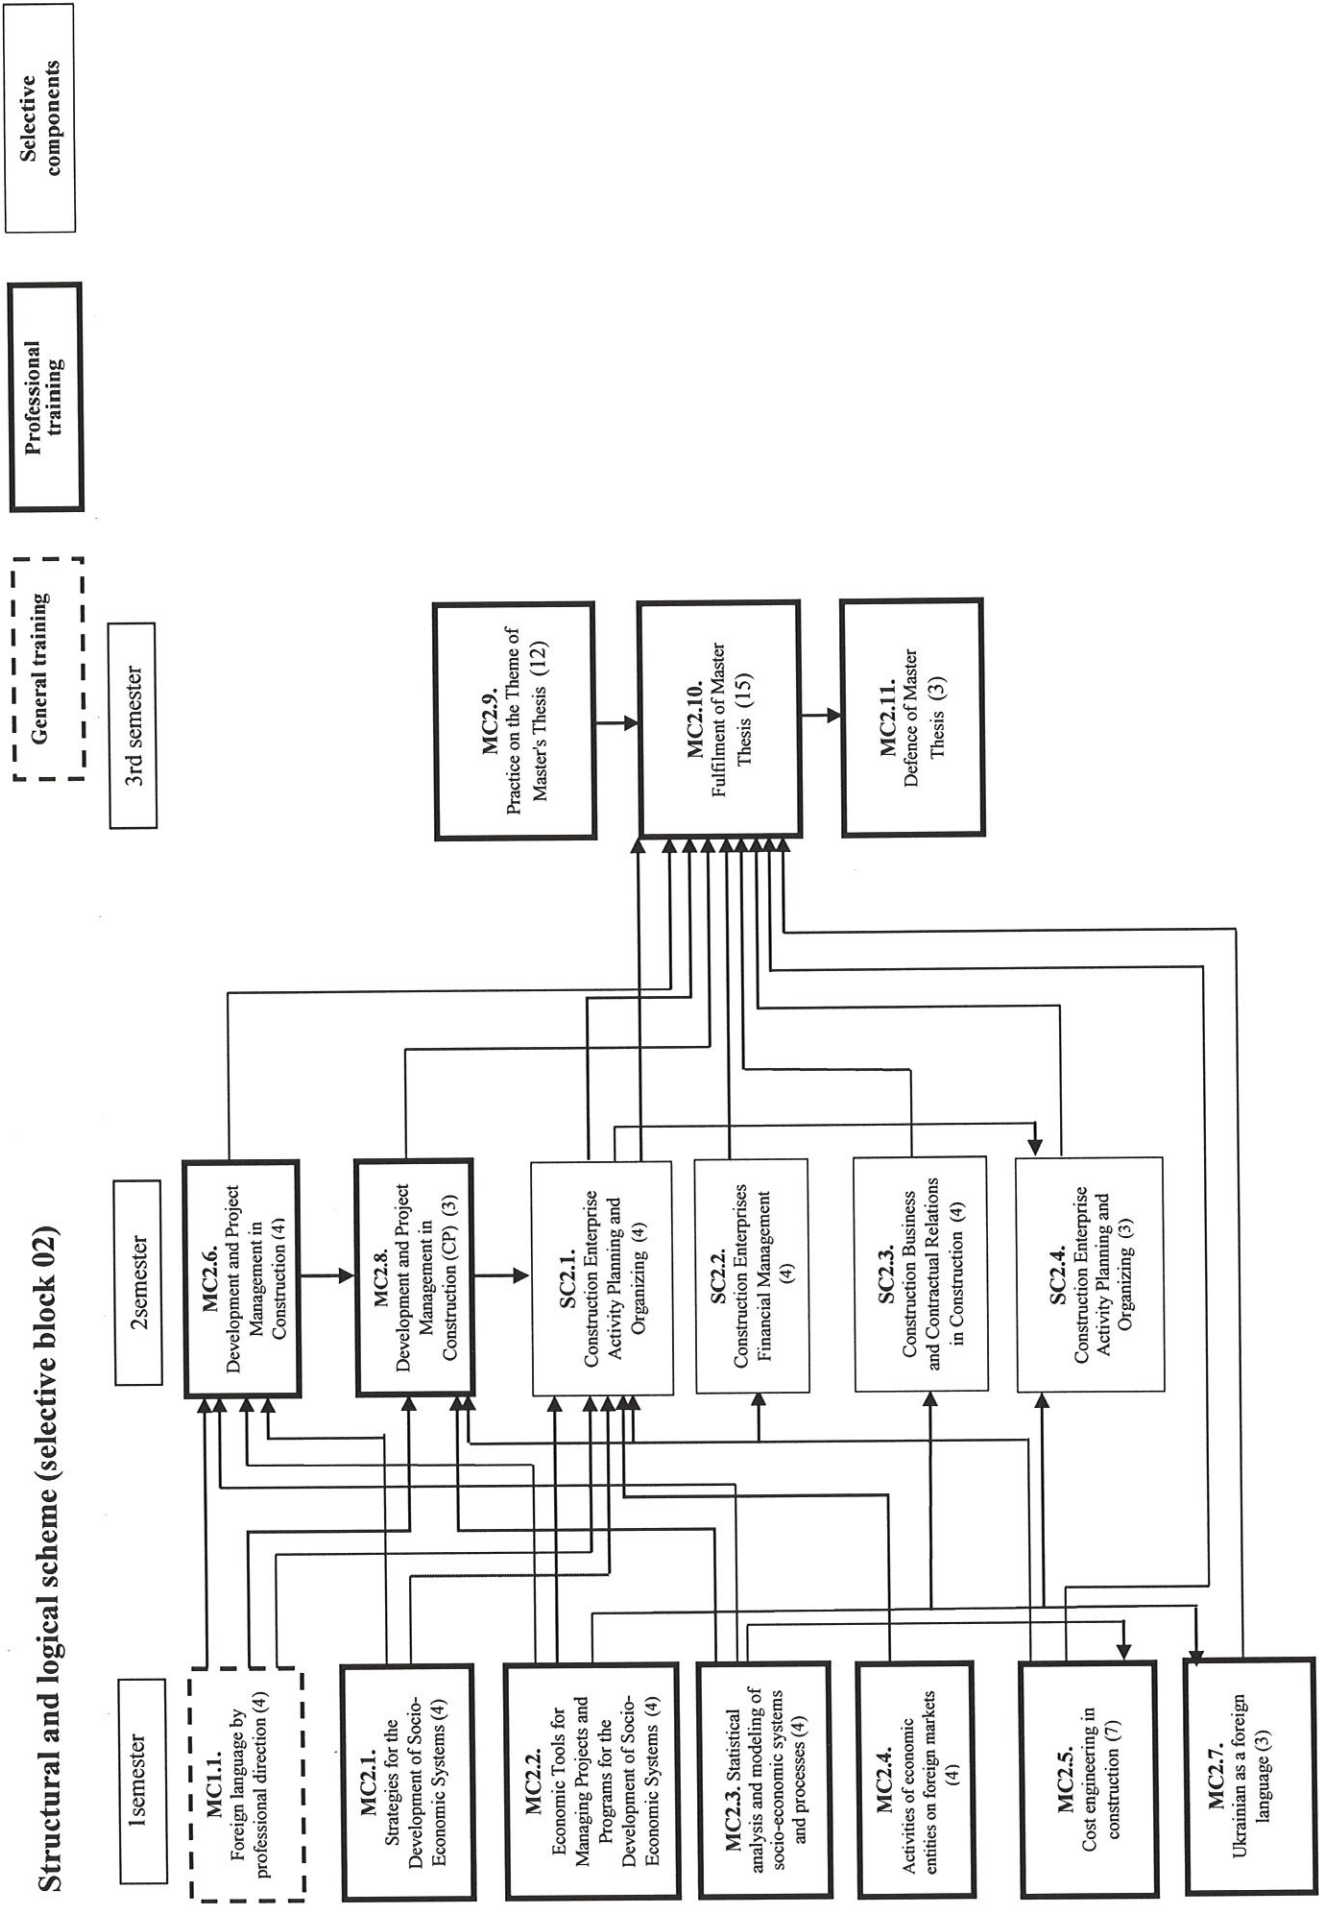 Structural and logical scheme (selective block 02)
General training
Professional
training
Selective
components
1semester
2semester
3rd semester
MC1.1.
Foreign language by
professional direction (4)
MC2.1.
Strategies for the
Development of Socio-
Economic Systems (4)
MC2.2.
Economic Tools for
Managing Projects and
Programs for the
Development of Socio-
Economic Systems (4)
MC2.3. Statistical
analysis and modeling of
socio-economic systems
and processes (4)
MC2.4.
Activities of economic
entities on foreign markets
(4)
MC2.5.
Cost engineering in
construction (7)
MC2.7.
Ukrainian as a foreign
language (3)
MC2.6.
Development and Project
Management in
Construction (4)
MC2.8.
Development and Project
Management in
Construction (CP) (3)
SC2.1.
Construction Enterprise
Activity Planning and
Organizing (4)
SC2.2.
Construction Enterprises
Financial Management
(4)
SC2.3.
Construction Business
and Contractual Relations
in Construction (4)
SC2.4.
Construction Enterprise
Activity Planning and
Organizing (3)
MC2.9.
Practice on the Theme of
Master's Thesis (12)
MC2.10.
Fulfilment of Master
Thesis (15)
MC2.11.
Defence of Master
Thesis (3)